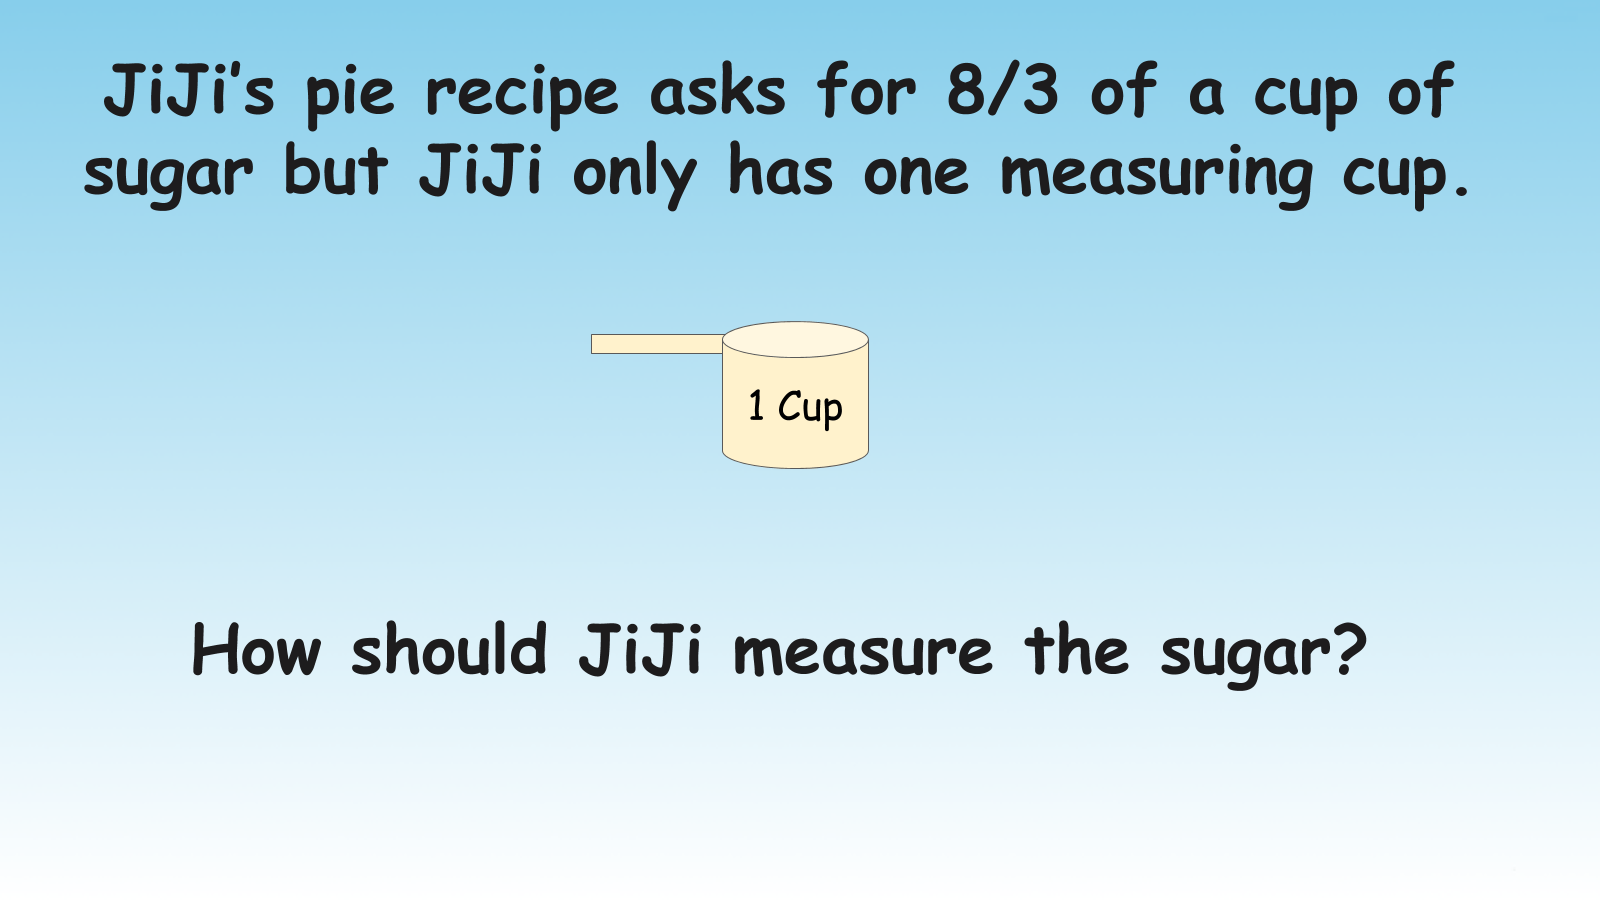 JiJi's pie recipe asks for 8/3 of a cup of
sugar but JiJi only has one measuring cup.
1 Cup
How should JiJi measure the sugar?